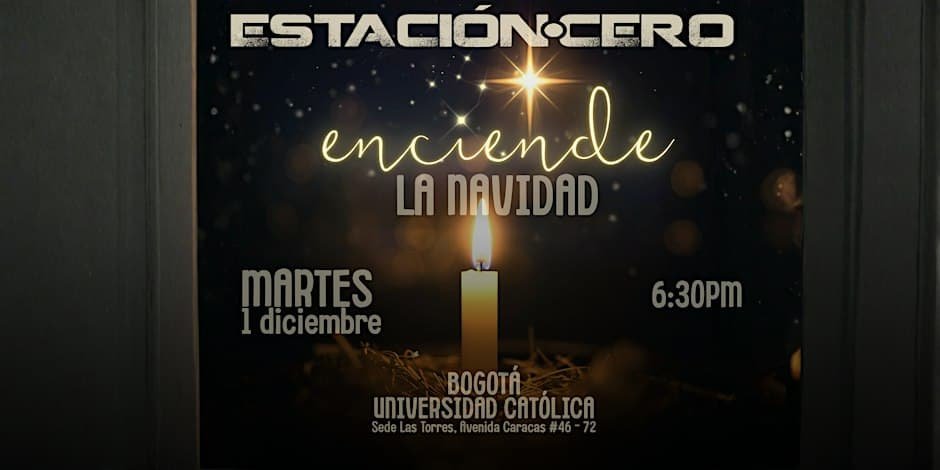 ESTACIÓN•CERO
enciende
LA NAVIDAD
MARTES
1 diciembre
6:30PM
BOGOTÁ
UNIVERSIDAD CATÓLICA
Sede Las Torres, Avenida Caracas #46 - 72